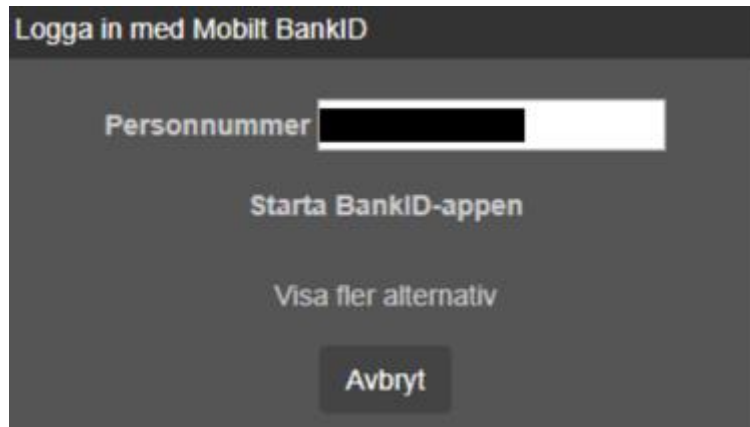 Logga in med Mobilt BankID
Personnummer
Starta BankID-appen
Visa fler alternativ
Avbryt